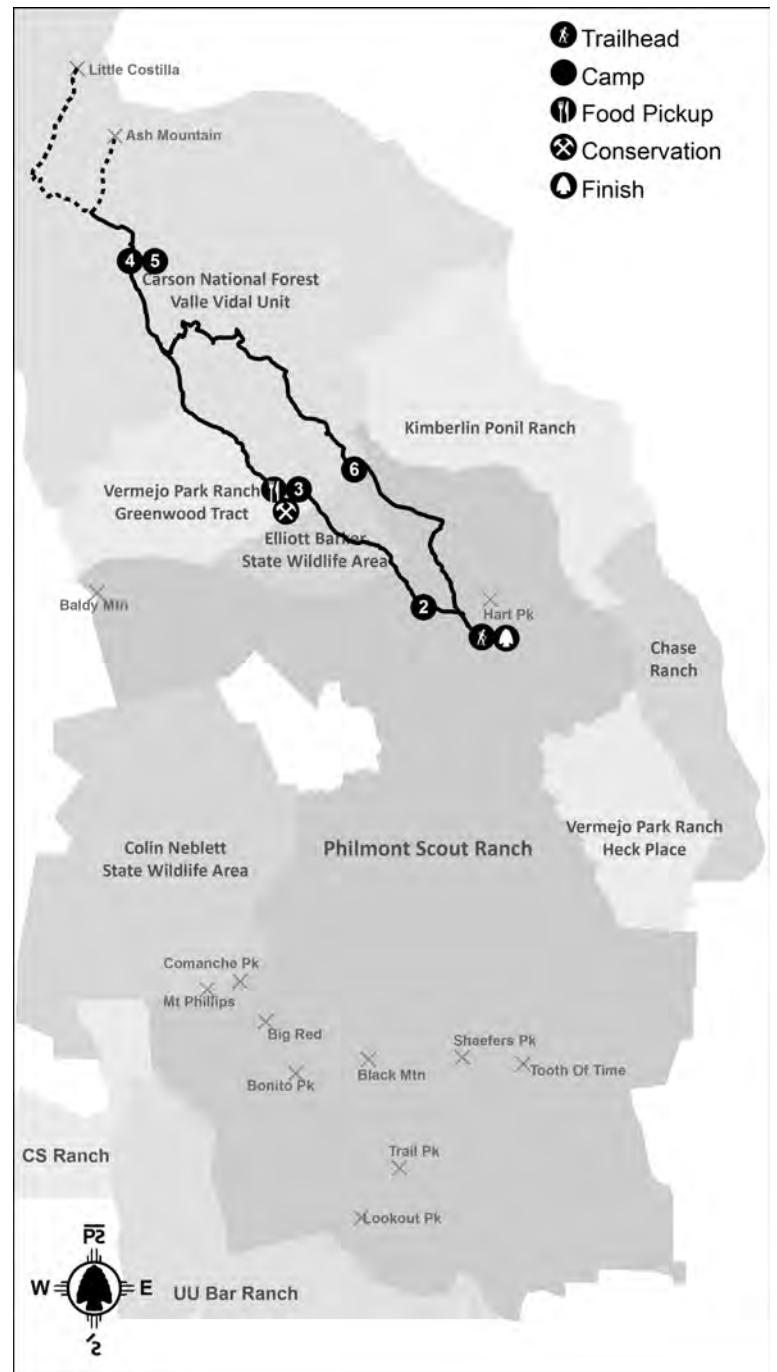 Trailhead
Camp
Food Pickup
Conservation
Finish
Little Costilla
Ash Mountain
4 5
Carson National Forest
Valle Vidal Unit
Kimberlin Ponil Ranch
6
Vermejo Park Ranch
Greenwood Tract
3
Elliott Barker
State Wildlife Area
Baldy Mtn
2
Hart Pk
Chase
Ranch
Vermejo Park Ranch
Heck Place
Colin Neblett
State Wildlife Area
Philmont Scout Ranch
Comanche Pk
Mt Phillips
Big Red
Bonito Pk
Black Mtn
Shaefers Pk
Tooth Of Time
Trail Pk
Lookout Pk
CS Ranch
UU Bar Ranch
W E